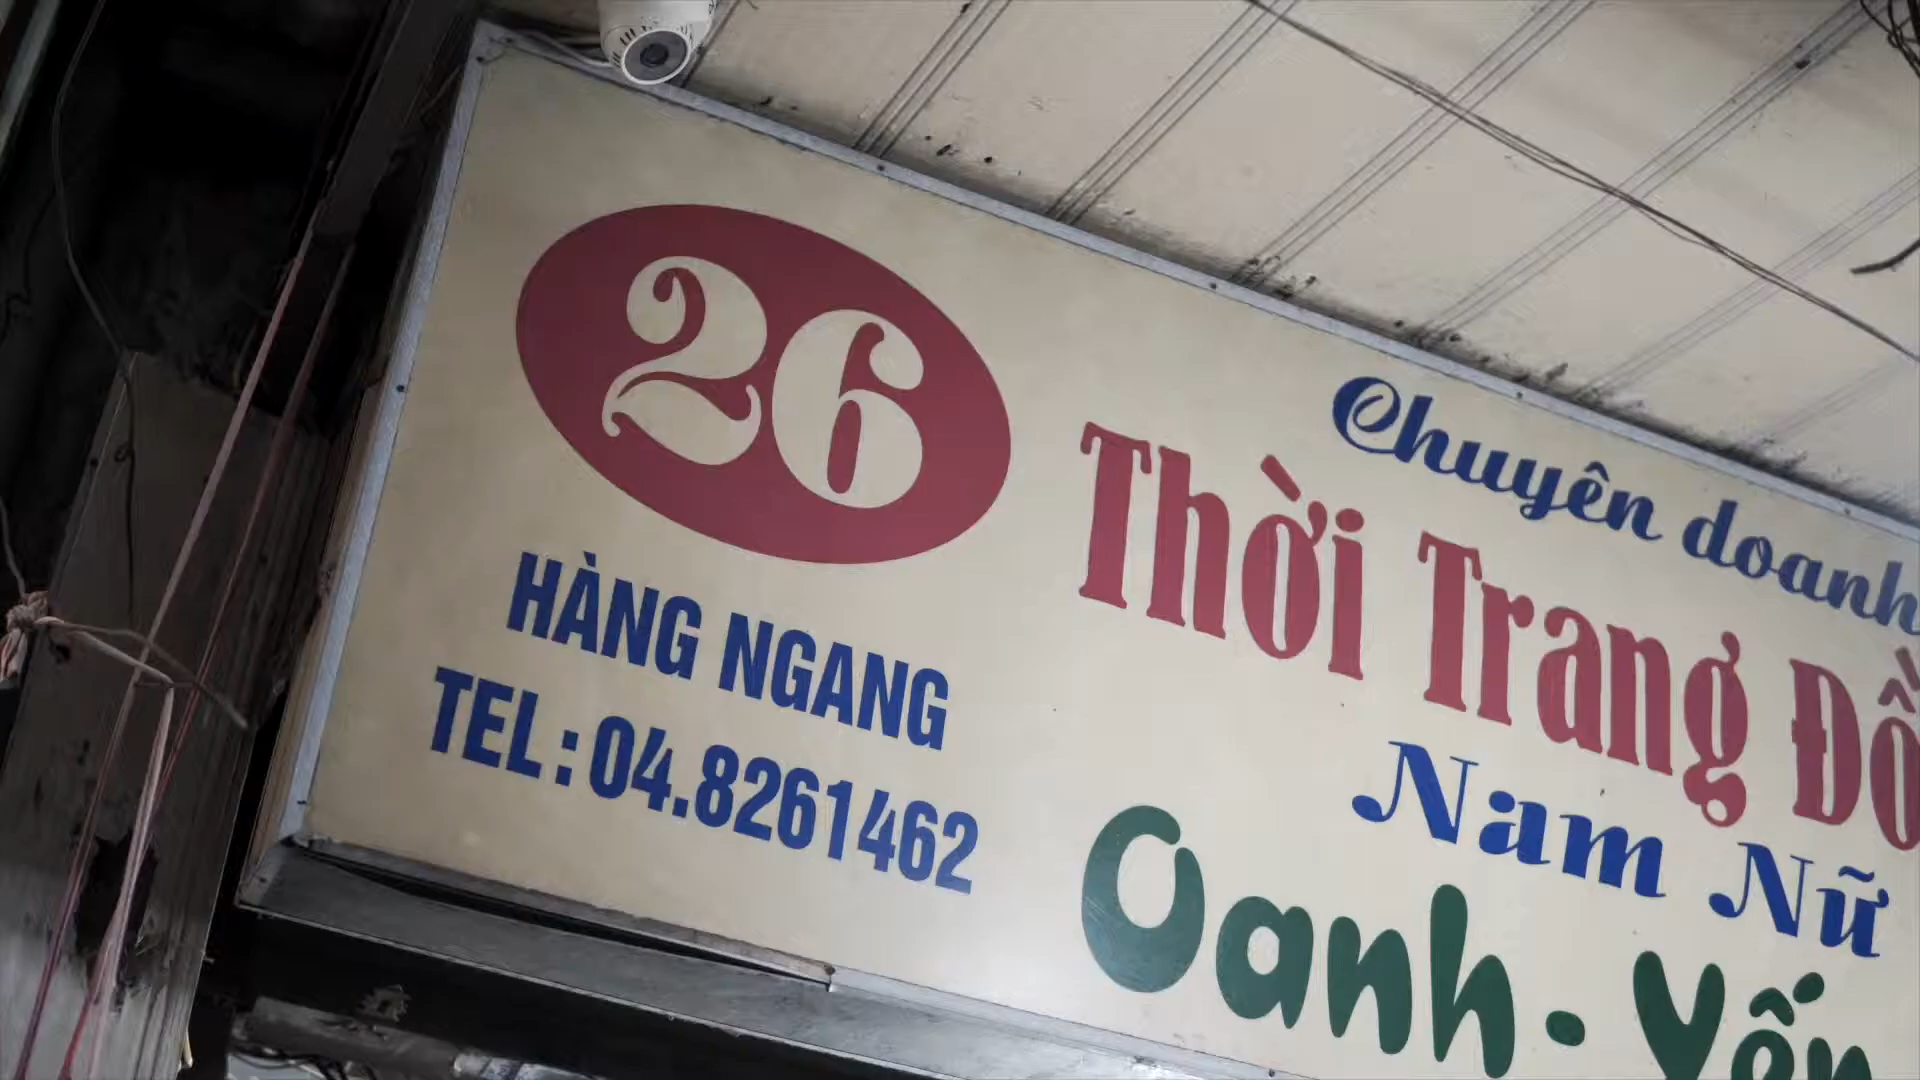 26
HÀNG NGANG
TEL : 04.8261462
Chuyên doanh
Thời Trang Đồ
Nam Nữ
Oanh - Yến